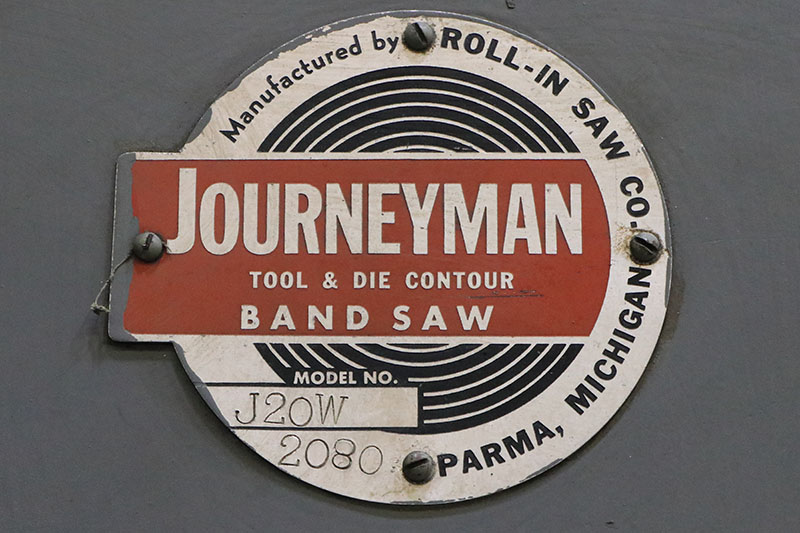 Manufactured by ROLL-IN SAW CO.
PARMA, MICHIGAN
JOURNEYMAN
TOOL & DIE CONTOUR
BAND SAW
MODEL NO.
J20W
2080